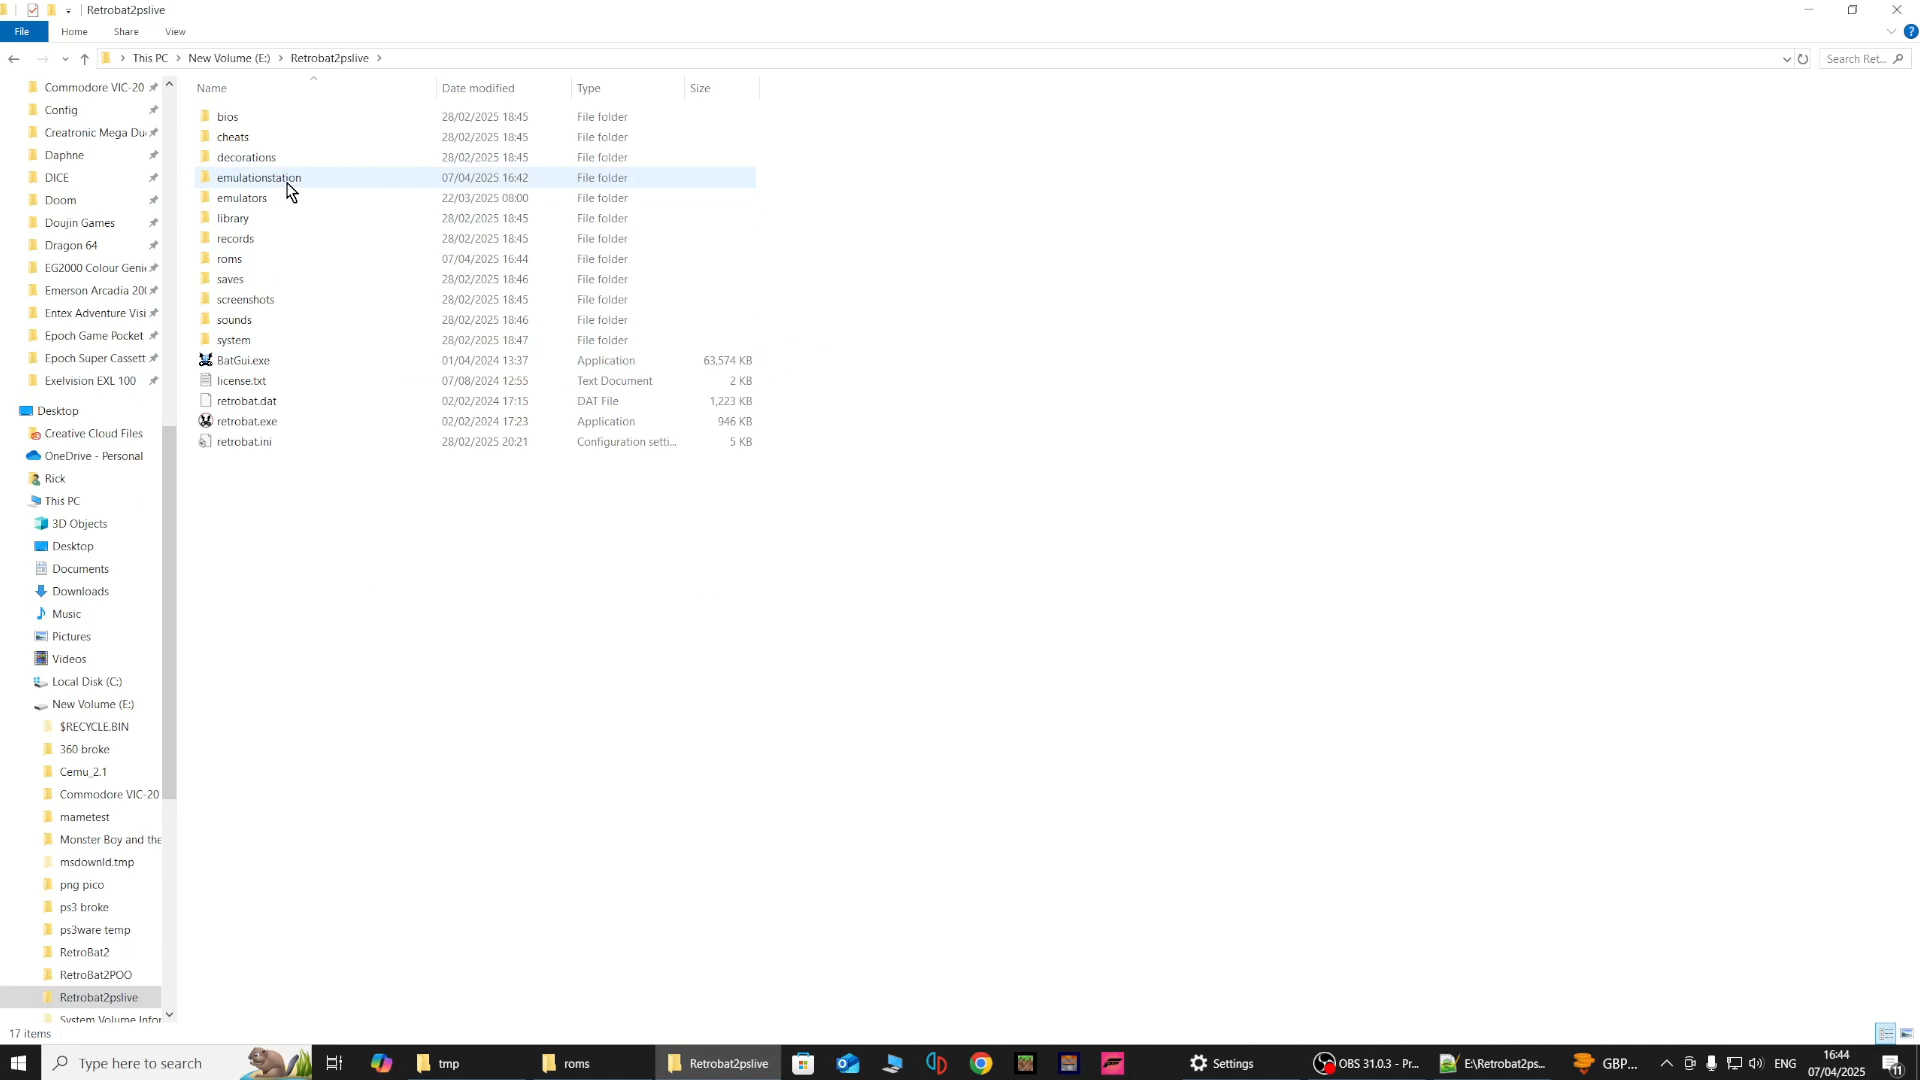 Retrobat2pslive
File Home Share View
This PC > New Volume (E:) > Retrobat2pslive >
Search Ret...
Name Date modified Type Size
bios 28/02/2025 18:45 File folder
cheats 28/02/2025 18:45 File folder
decorations 28/02/2025 18:45 File folder
emulationstation 07/04/2025 16:42 File folder
emulators 22/03/2025 08:00 File folder
library 28/02/2025 18:45 File folder
records 28/02/2025 18:45 File folder
roms 07/04/2025 16:44 File folder
saves 28/02/2025 18:46 File folder
screenshots 28/02/2025 18:45 File folder
sounds 28/02/2025 18:46 File folder
system 28/02/2025 18:47 File folder
BatGui.exe 01/04/2024 13:37 Application 63,574 KB
license.txt 07/08/2024 12:55 Text Document 2 KB
retrobat.dat 02/02/2024 17:15 DAT File 1,223 KB
retrobat.exe 02/02/2024 17:23 Application 946 KB
retrobat.ini 28/02/2025 20:21 Configuration setti... 5 KB
Commodore VIC-20
Config
Creatronic Mega Du
Daphne
DICE
Doom
Doujin Games
Dragon 64
EG2000 Colour Geni
Emerson Arcadia 200
Entex Adventure Visi
Epoch Game Pocket
Epoch Super Cassett
Exelvision EXL 100
Desktop
Creative Cloud Files
OneDrive - Personal
Rick
This PC
3D Objects
Desktop
Documents
Downloads
Music
Pictures
Videos
Local Disk (C:)
New Volume (E:)
$RECYCLE.BIN
360 broke
Cemu_2.1
Commodore VIC-20
mametest
Monster Boy and the
msdownld.tmp
png pico
ps3 broke
ps3ware temp
RetroBat2
RetroBat2POO
Retrobat2pslive
System Volume Infor
17 items
Type here to search
tmp
roms
Retrobat2pslive
Settings
OBS 31.0.3 - Pr...
E:\Retrobat2ps...
GBP...
ENG
16:44
07/04/2025
11